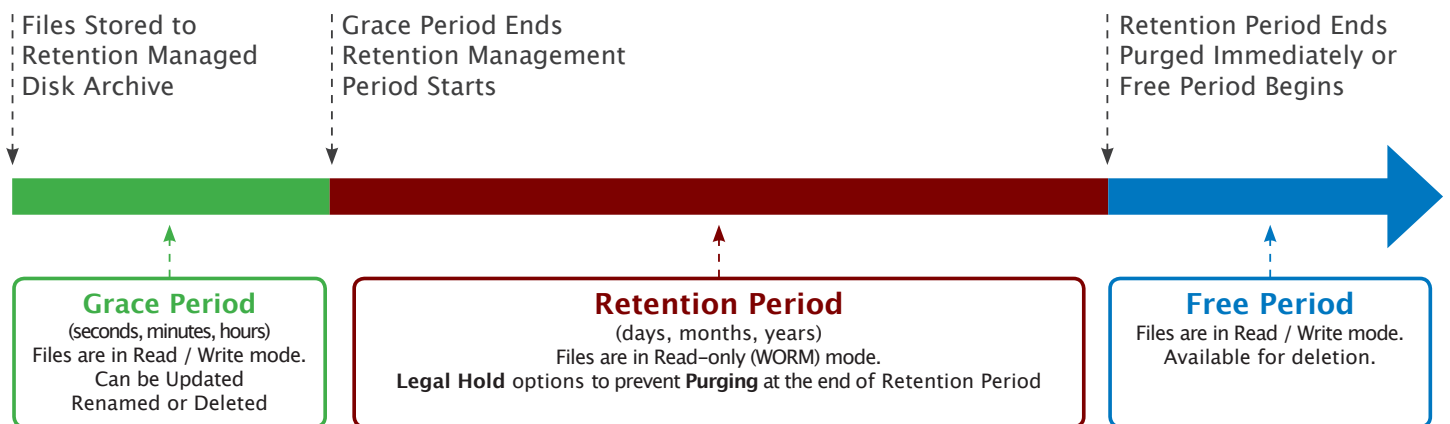 Files Stored to
Retention Managed
Disk Archive
Grace Period Ends
Retention Management
Period Starts
Retention Period Ends
Purged Immediately or
Free Period Begins
Grace Period
(seconds, minutes, hours)
Files are in Read / Write mode.
Can be Updated
Renamed or Deleted
Retention Period
(days, months, years)
Files are in Read-only (WORM) mode.
Legal Hold options to prevent Purging at the end of Retention Period
Free Period
Files are in Read / Write mode.
Available for deletion.